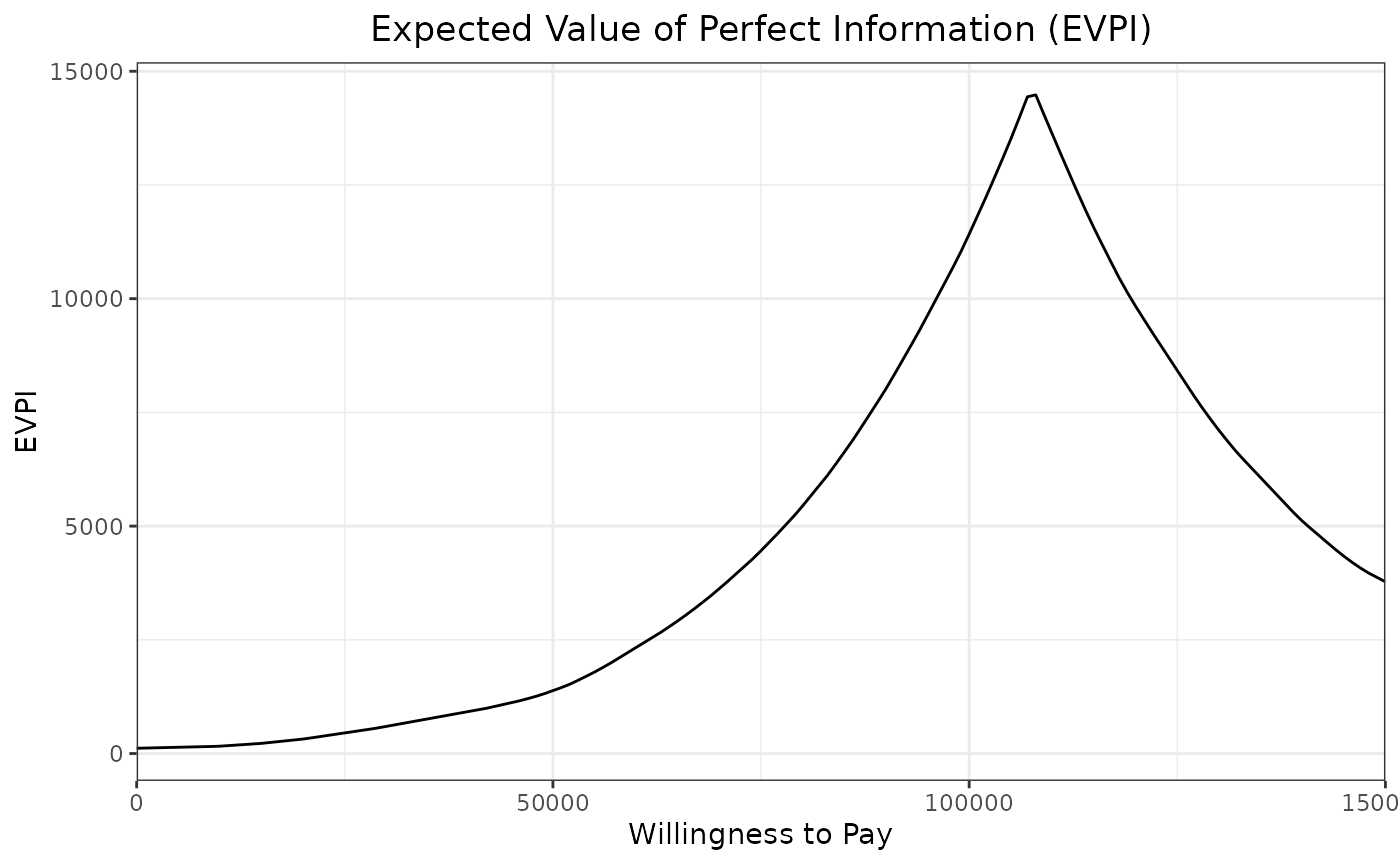 Expected Value of Perfect Information (EVPI)
15000
10000
5000
0
EVPI
0 50000 100000 1500
Willingness to Pay